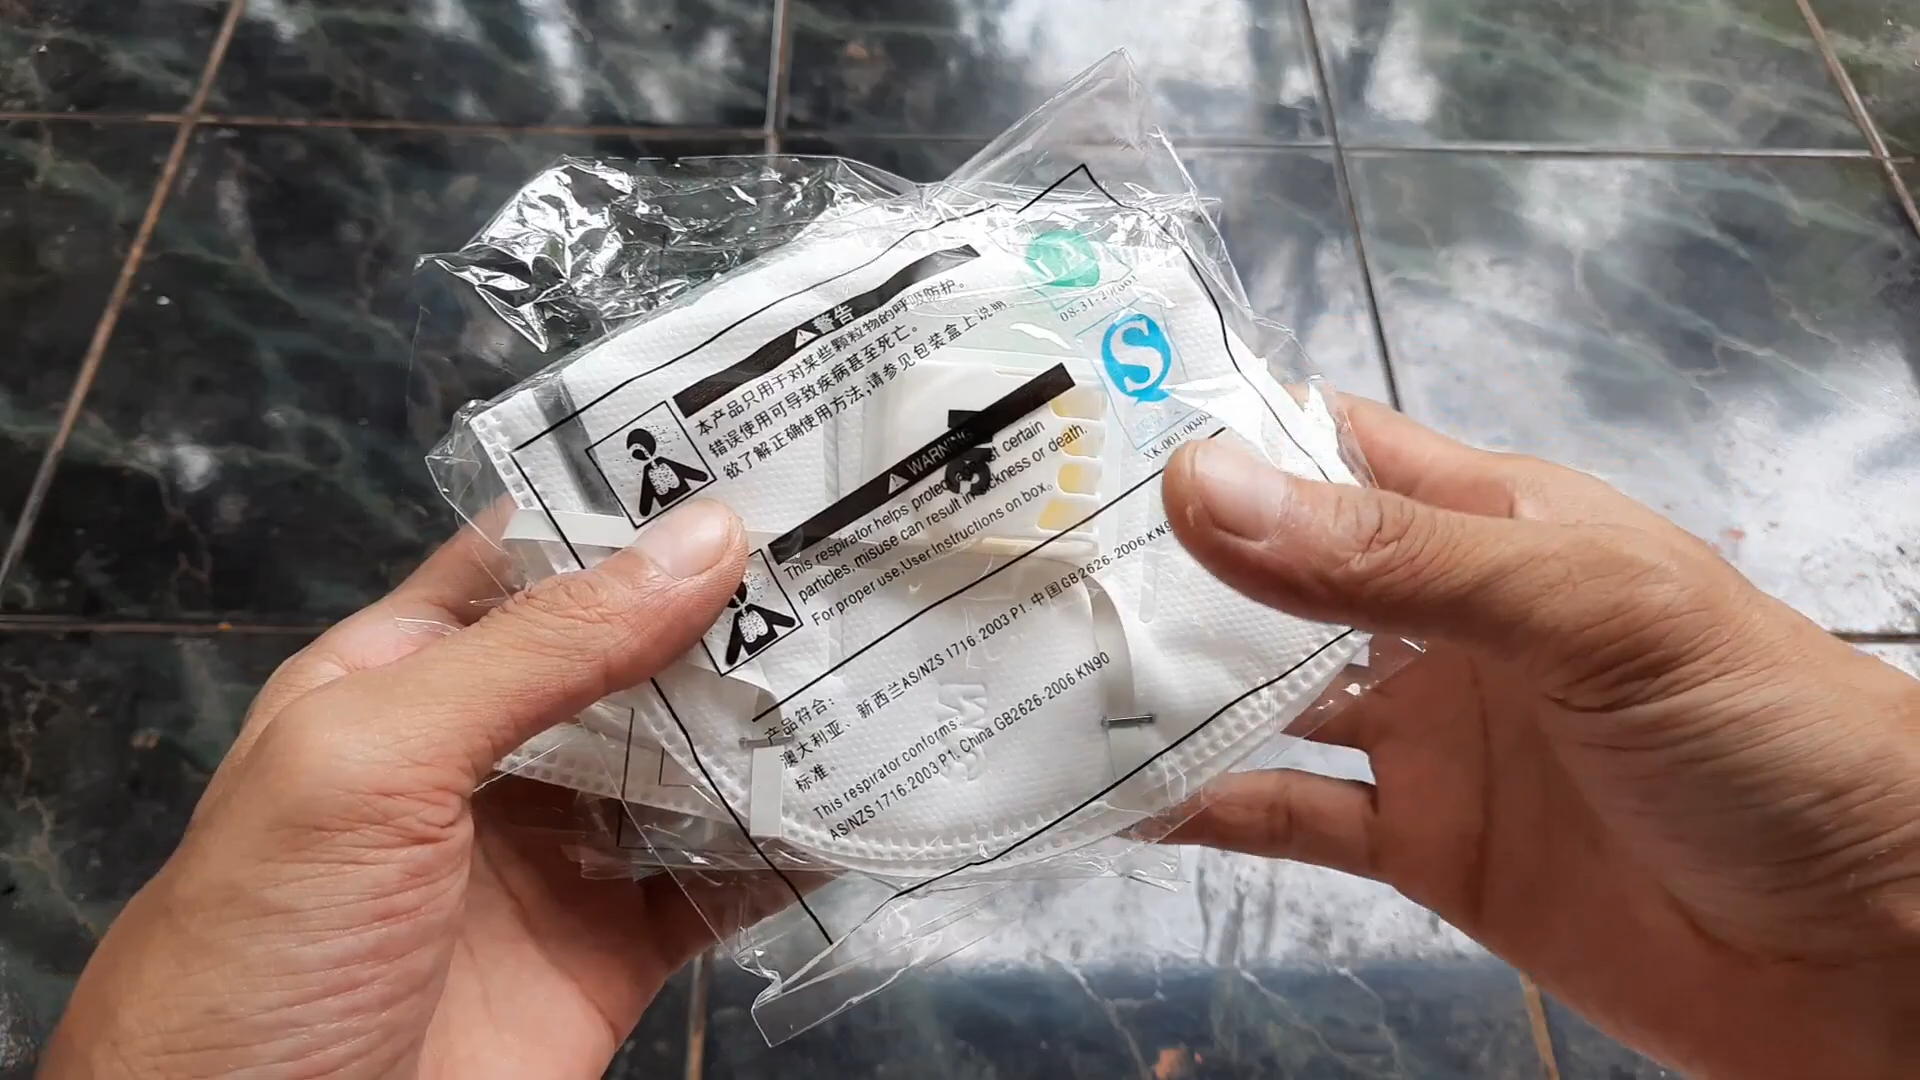 警告
本产品只用于对某些颗粒物的呼吸防护。
错误使用可导致疾病甚至死亡。
欲了解正确使用方法,请参见包装盒上说明
WARNING
This respirator helps protect certain
particles, misuse can result in sickness or death.
For proper use,User Instructions on box。
产品符合:
澳大利亚、新西兰AS/NZS 1716:2003 P1. 中国GB2626-2006 KN9
标准。
This respirator conforms:
AS/NZS 1716:2003 P1. China GB2626-2006 KN90
S
3M